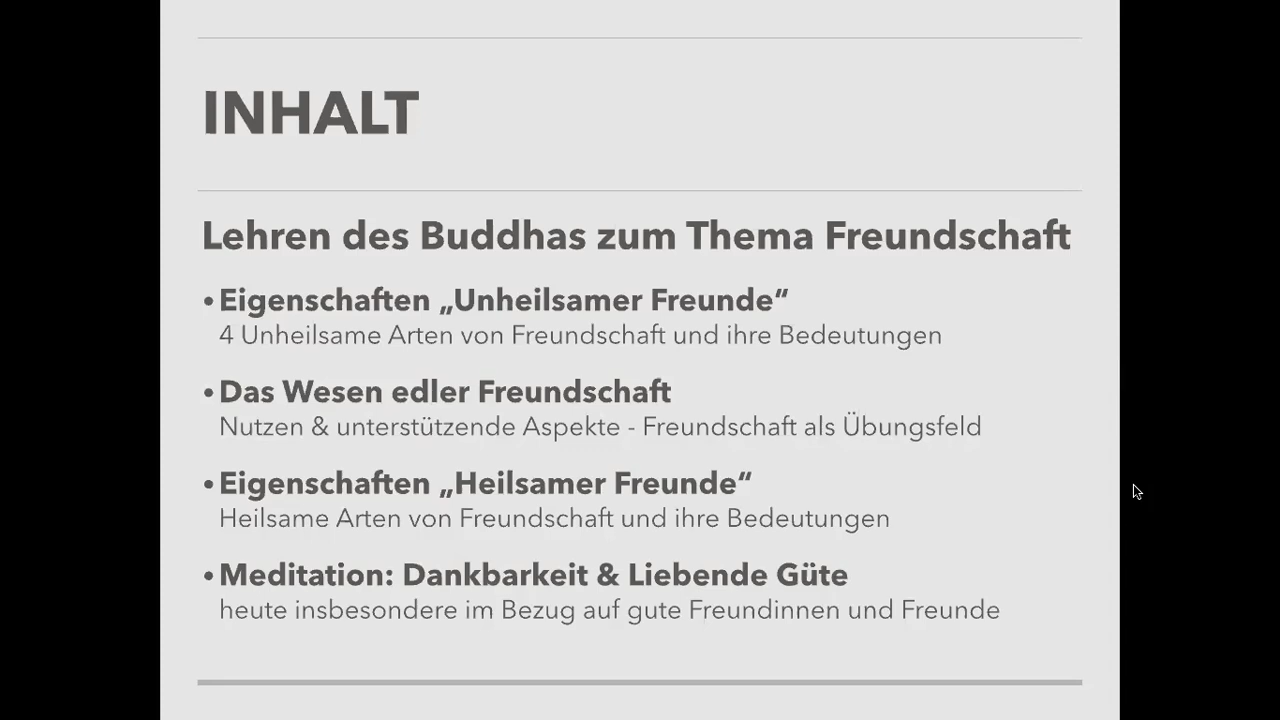 INHALT
Lehren des Buddhas zum Thema Freundschaft
• Eigenschaften „Unheilsamer Freunde“
4 Unheilsame Arten von Freundschaft und ihre Bedeutungen
• Das Wesen edler Freundschaft
Nutzen & unterstützende Aspekte - Freundschaft als Übungsfeld
• Eigenschaften „Heilsamer Freunde“
Heilsame Arten von Freundschaft und ihre Bedeutungen
• Meditation: Dankbarkeit & Liebende Güte
heute insbesondere im Bezug auf gute Freundinnen und Freunde